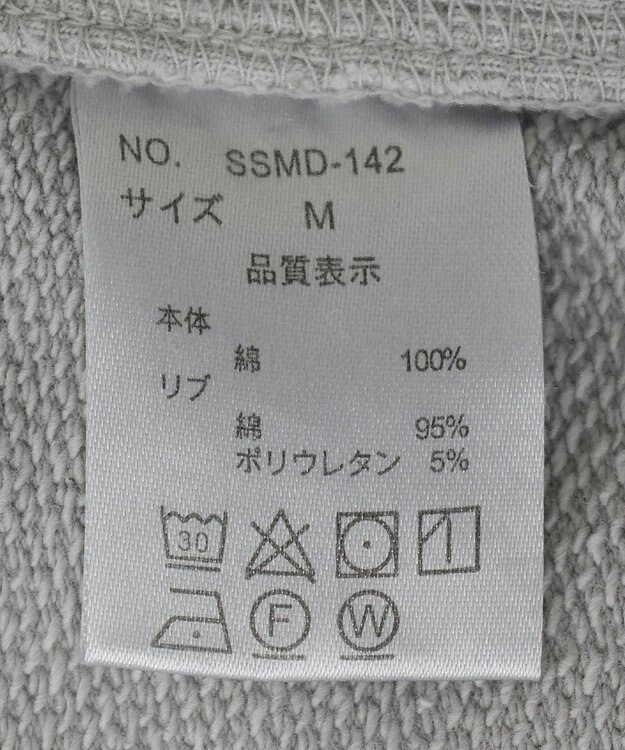 NO. SSMD-142
サイズ M
品質表示
本体
綿 100%
リブ
綿 95%
ポリウレタン 5%
30
F W